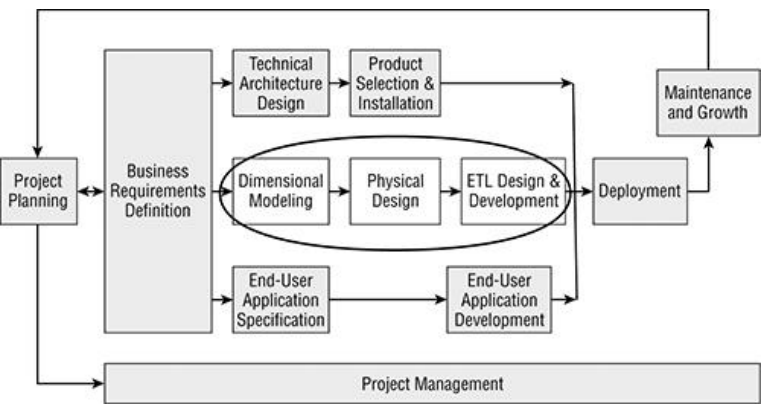 Technical
Architecture
Design
Product
Selection &
Installation
Maintenance
and Growth
Project
Planning
Business
Requirements
Definition
Dimensional
Modeling
Physical
Design
ETL Design &
Development
Deployment
End-User
Application
Specification
End-User
Application
Development
Project Management